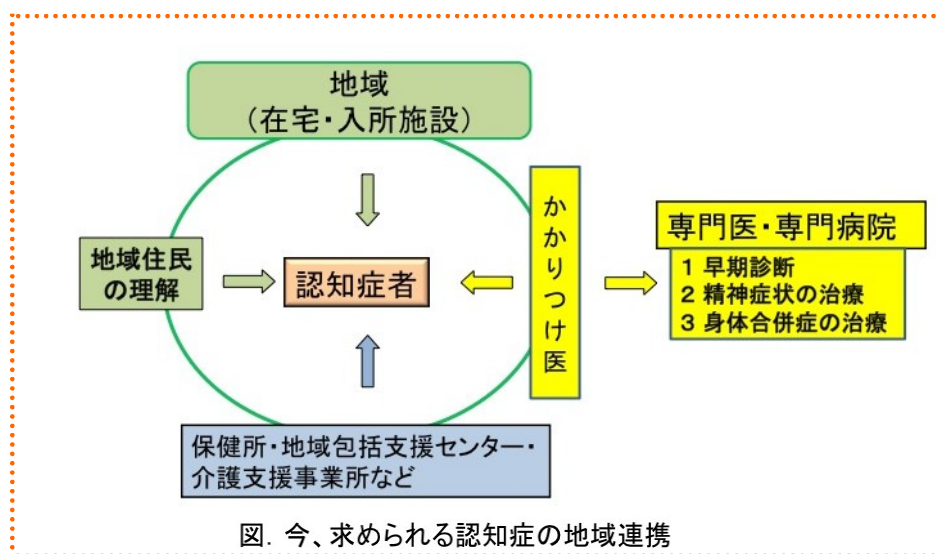 地域
（在宅・入所施設）
地域住民
の理解
認知症者
かかりつけ医
専門医・専門病院
1 早期診断
2 精神症状の治療
3 身体合併症の治療
保健所・地域包括支援センター・
介護支援事業所など
図. 今、求められる認知症の地域連携